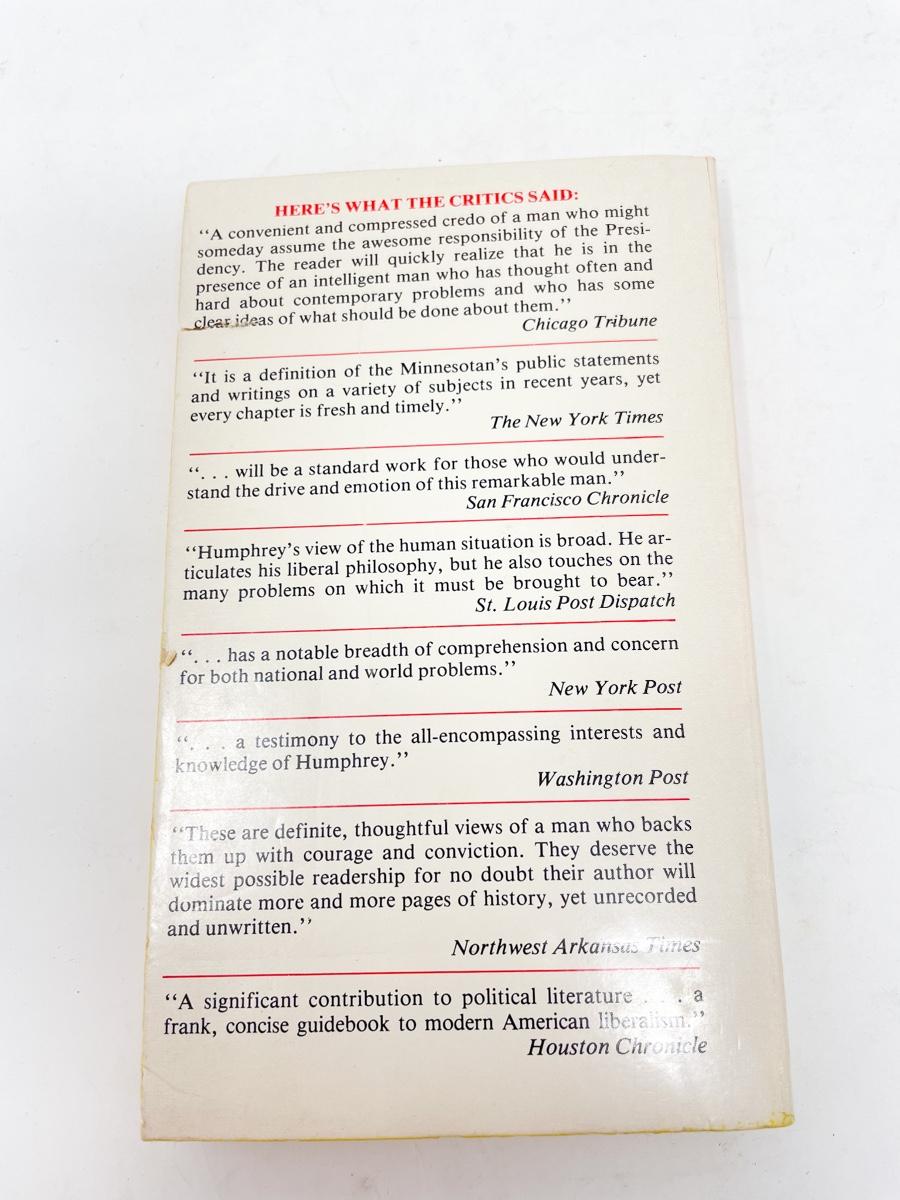 HERE'S WHAT THE CRITICS SAID:
“A convenient and compressed credo of a man who might
someday assume the awesome responsibility of the Presi-
dency. The reader will quickly realize that he is in the
presence of an intelligent man who has thought often and
hard about contemporary problems and who has some
clear ideas of what should be done about them.”
Chicago Tribune
“It is a definition of the Minnesotan's public statements
and writings on a variety of subjects in recent years, yet
every chapter is fresh and timely.”
The New York Times
“. . . will be a standard work for those who would under-
stand the drive and emotion of this remarkable man.”
San Francisco Chronicle
“Humphrey's view of the human situation is broad. He ar-
ticulates his liberal philosophy, but he also touches on the
many problems on which it must be brought to bear.”
St. Louis Post Dispatch
“. . . has a notable breadth of comprehension and concern
for both national and world problems.”
New York Post
“. . . a testimony to the all-encompassing interests and
knowledge of Humphrey.”
Washington Post
“These are definite, thoughtful views of a man who backs
them up with courage and conviction. They deserve the
widest possible readership for no doubt their author will
dominate more and more pages of history, yet unrecorded
and unwritten.”
Northwest Arkansas Times
“A significant contribution to political literature . . . a
frank, concise guidebook to modern American liberalism.”
Houston Chronicle